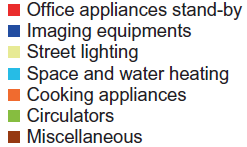 Office appliances stand-by
Imaging equipments
Street lighting
Space and water heating
Cooking appliances
Circulators
Miscellaneous